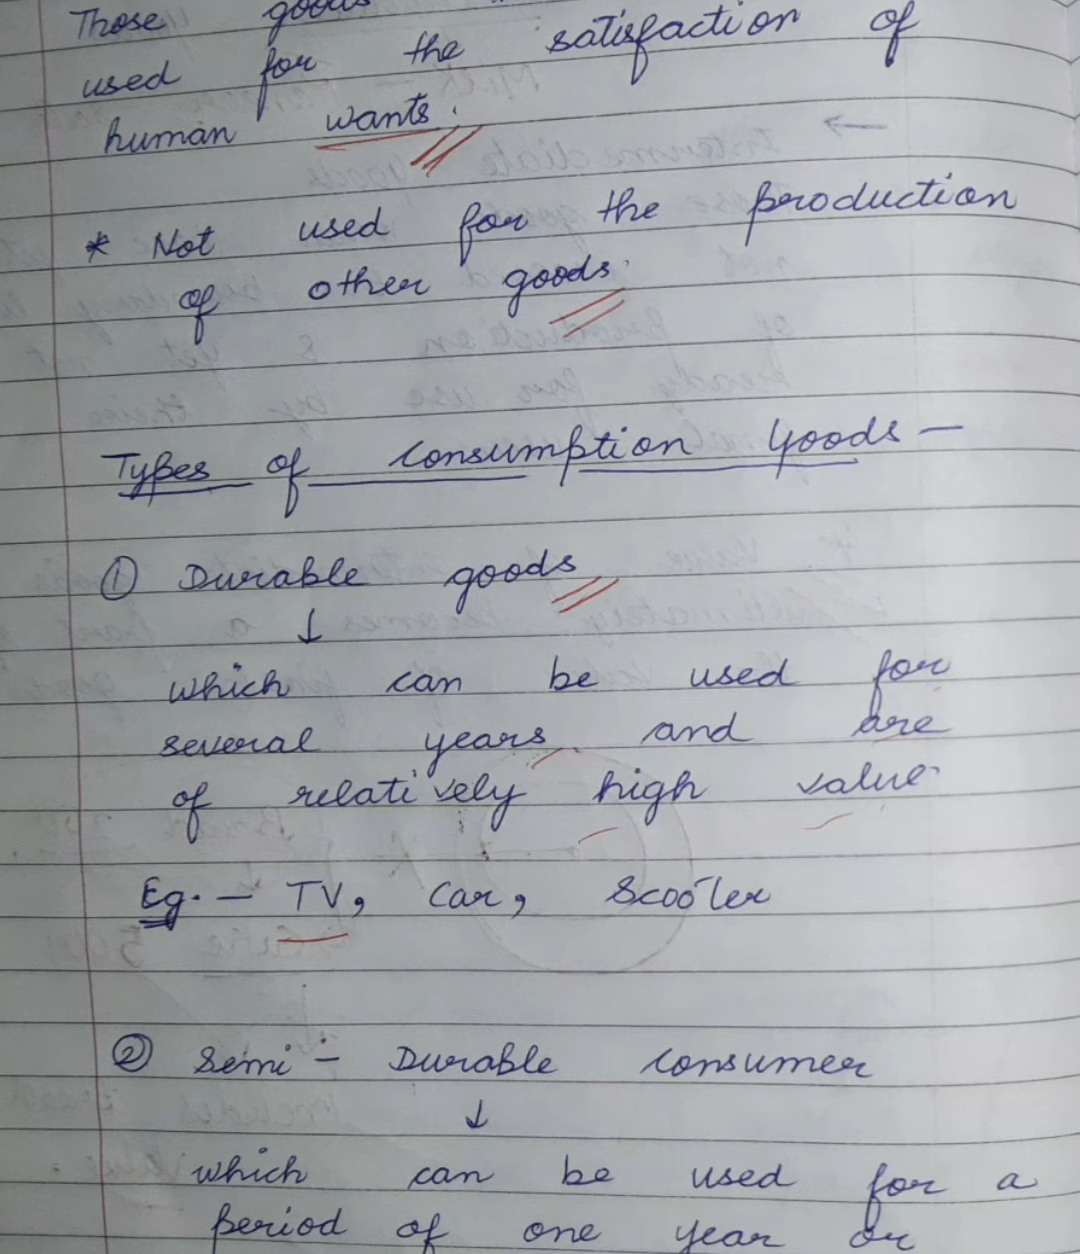 Those goods
used for the satisfaction of
human wants.
* Not used for the production
of other goods.
Types of consumption goods —
① Durable goods
↓
which can be used for
several years and are
of relatively high value
Eg. — TV, Car, Scooter
② Semi - Durable consumer
↓
which can be used for a
period of one year or